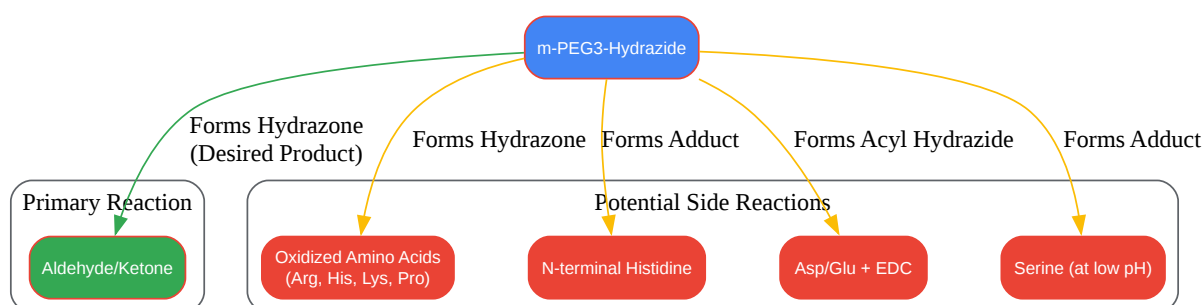 m-PEG3-Hydrazide
Forms Hydrazone
(Desired Product)
Forms Hydrazone
Forms Adduct
Forms Acyl Hydrazide
Forms Adduct
Primary Reaction
Potential Side Reactions
Aldehyde/Ketone
Oxidized Amino Acids
(Arg, His, Lys, Pro)
N-terminal Histidine
Asp/Glu + EDC
Serine (at low pH)